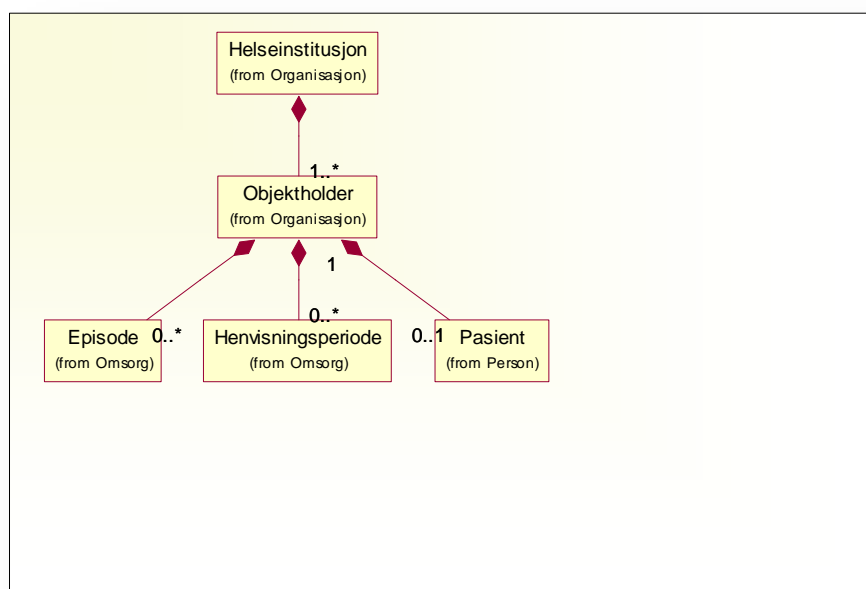 Helseinstitusjon
(from Organisasjon)
1..*
Objektholder
(from Organisasjon)
1
0..*
0..*
0..1
Episode
(from Omsorg)
Henvisningsperiode
(from Omsorg)
Pasient
(from Person)